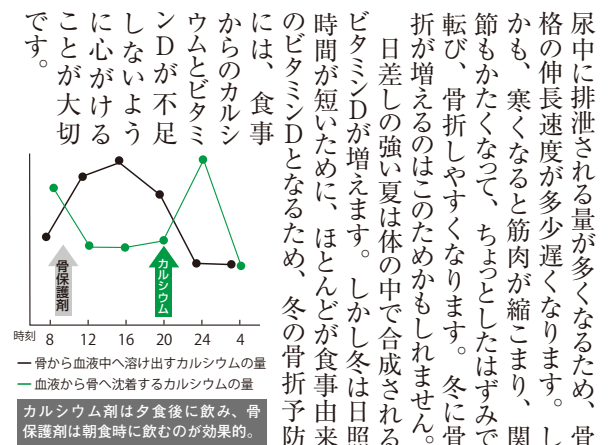 尿中に排泄される量が多くなるため、骨
格の伸長速度が多少遅くなります。し
かも、寒くなると筋肉が縮こまり、関
節もかたくなって、ちょっとしたはずみで
転び、骨折しやすくなります。冬に骨
折が増えるのはこのためかもしれません。
日差しの強い夏は体の中で合成される
ビタミンDが増えます。しかし冬は日照
時間が短いために、ほとんどが食事由来
のビタミンDとなるため、冬の骨折予防
には、食事
からのカルシ
ウムとビタミ
ンDが不足
しないよう
に心がける
ことが大切
です。
骨保護剤
カルシウム
時刻 8 12 16 20 24 4
骨から血液中へ溶け出すカルシウムの量
血液から骨へ沈着するカルシウムの量
カルシウム剤は夕食後に飲み、骨
保護剤は朝食時に飲むのが効果的。